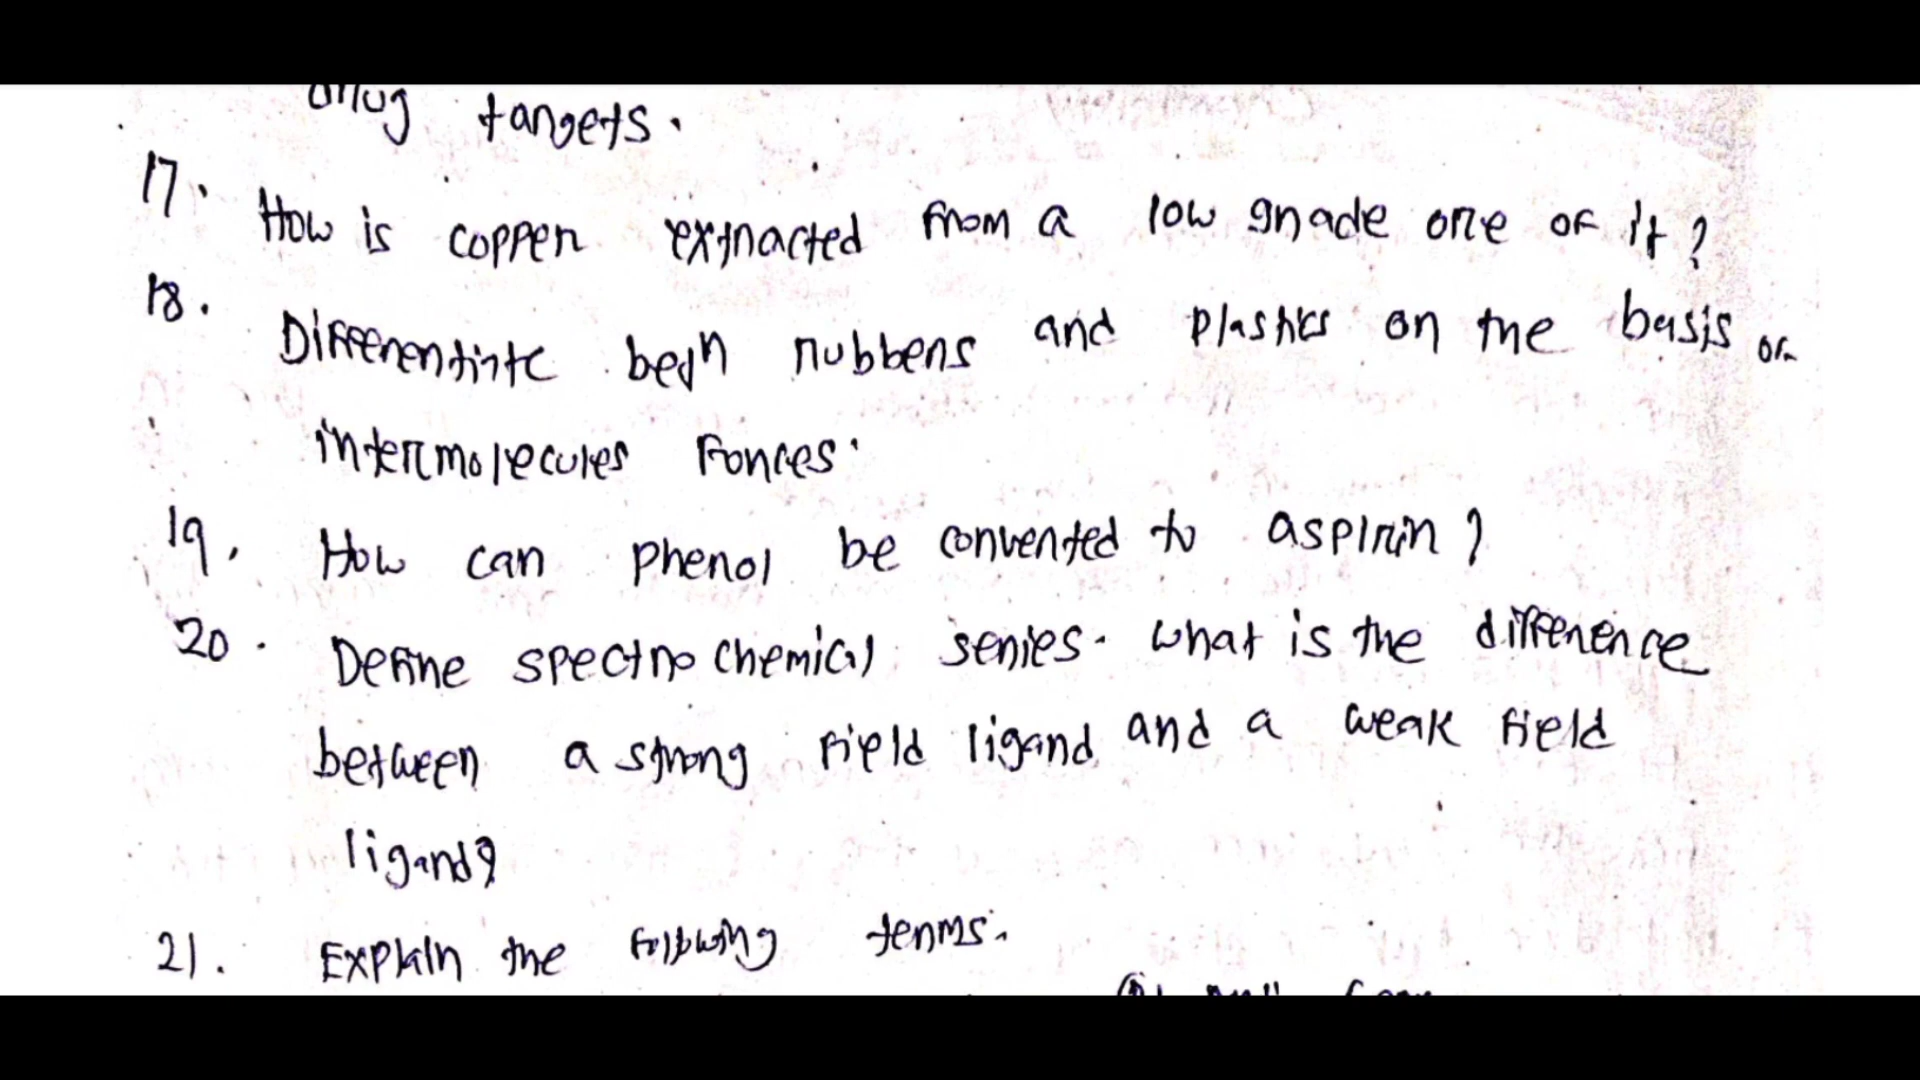 drug targets.
17. How is copper extracted from a low grade ore of it?
18. Differentiate betn rubbers and plastics on the basis of
intermolecules Forces.
19. How can phenol be converted to aspirin?
20. Define spectro chemical series. What is the difference
between a strong field ligand and a weak field
ligand?
21. Explain the following terms.